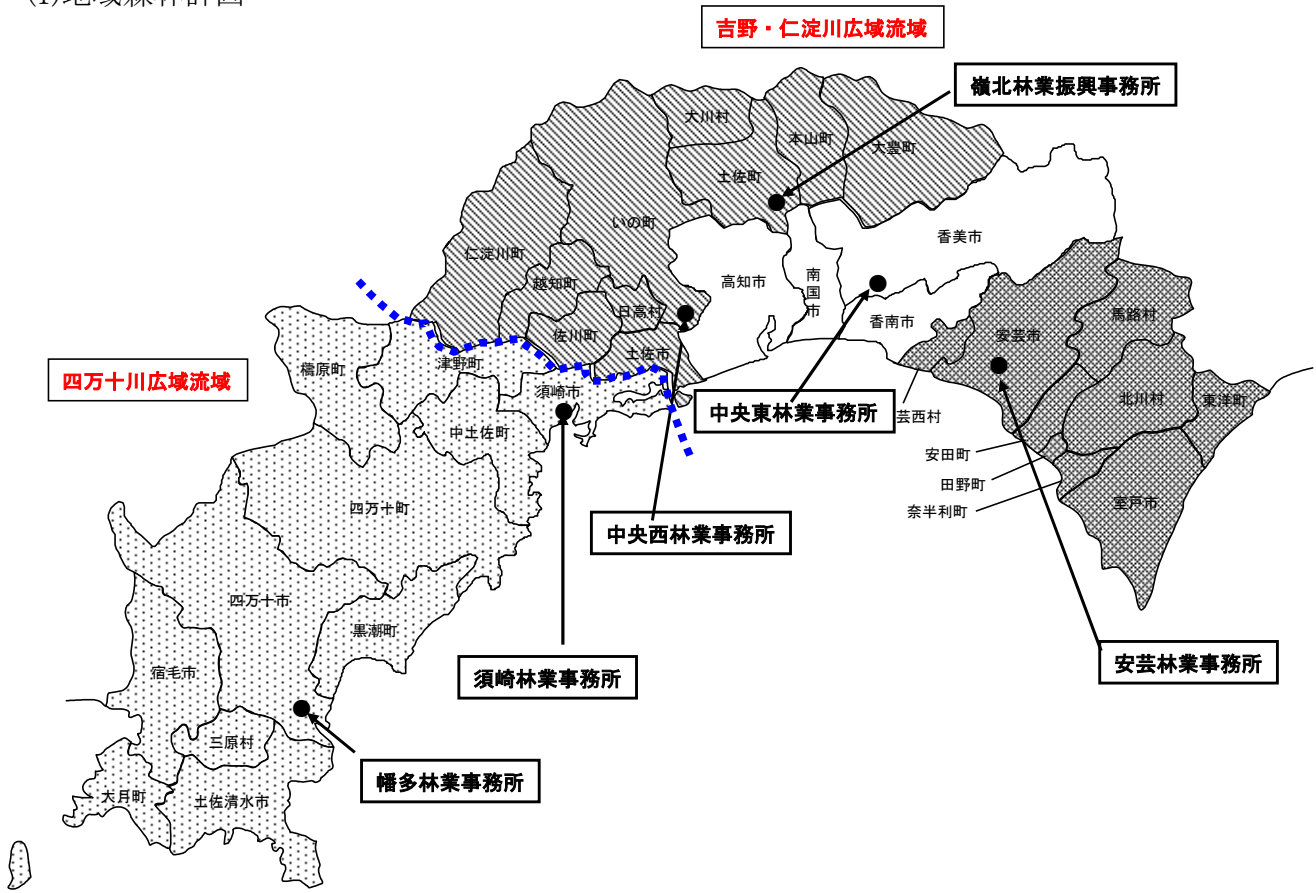 (1)地域森林計画
吉野・仁淀川広域流域
嶺北林業振興事務所
大川村
本山町
大豊町
土佐町
いの町
香美市
仁淀川町
越知町
高知市
南国市
日高村
香南市
馬路村
安芸市
佐川町
土佐市
津野町
檮原町
四万十川広域流域
須崎市
北川村
東洋町
中央東林業事務所
芸西村
中土佐町
安田町
田野町
奈半利町
室戸市
四万十町
中央西林業事務所
四万十市
黒潮町
安芸林業事務所
宿毛市
須崎林業事務所
三原村
幡多林業事務所
大月町
土佐清水市